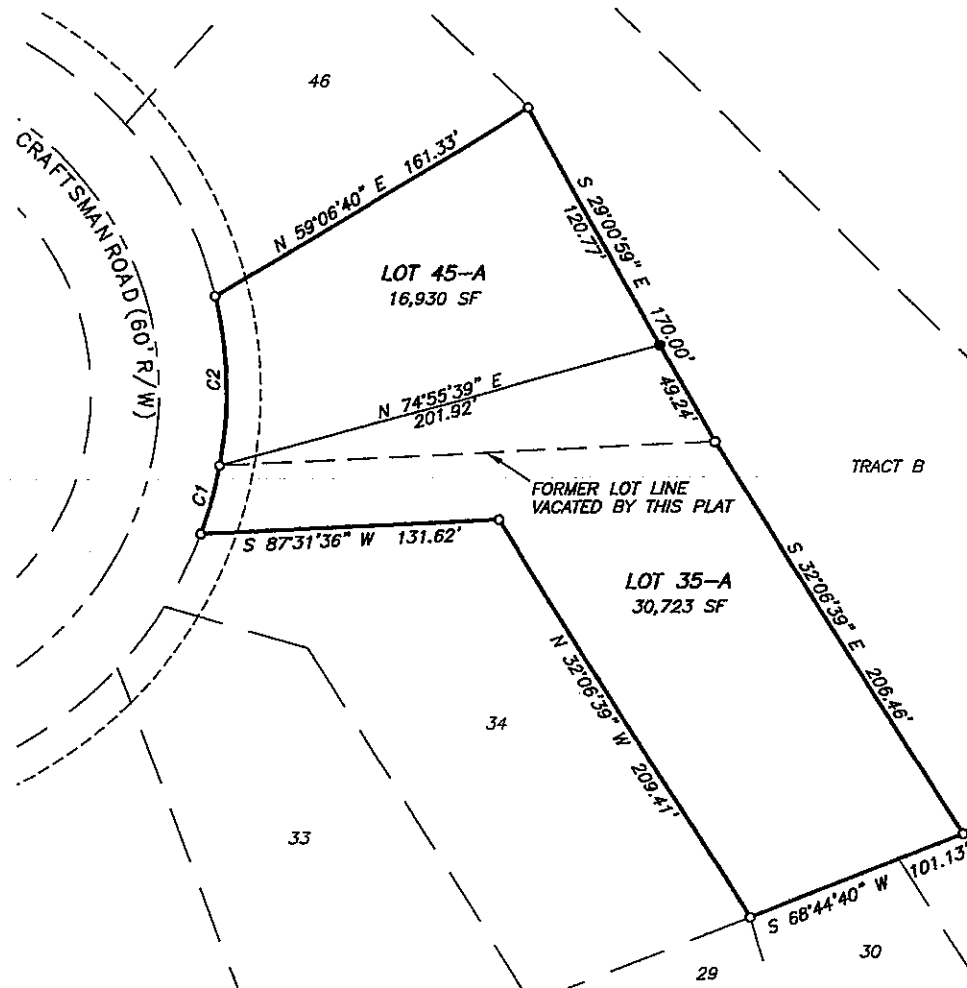 46
CRAFTSMAN ROAD (60' R/W)
N 59°06'40" E 161.33'
S 29°00'59" E 170.00'
120.77'
LOT 45-A
16,930 SF
C2
N 74°55'39" E
201.92'
49.24'
C1
FORMER LOT LINE
VACATED BY THIS PLAT
TRACT B
S 87°31'36" W 131.62'
LOT 35-A
30,723 SF
S 32°06'39" E 206.46'
N 32°06'39" W 209.41'
34
33
S 68°44'40" W 101.13'
29
30